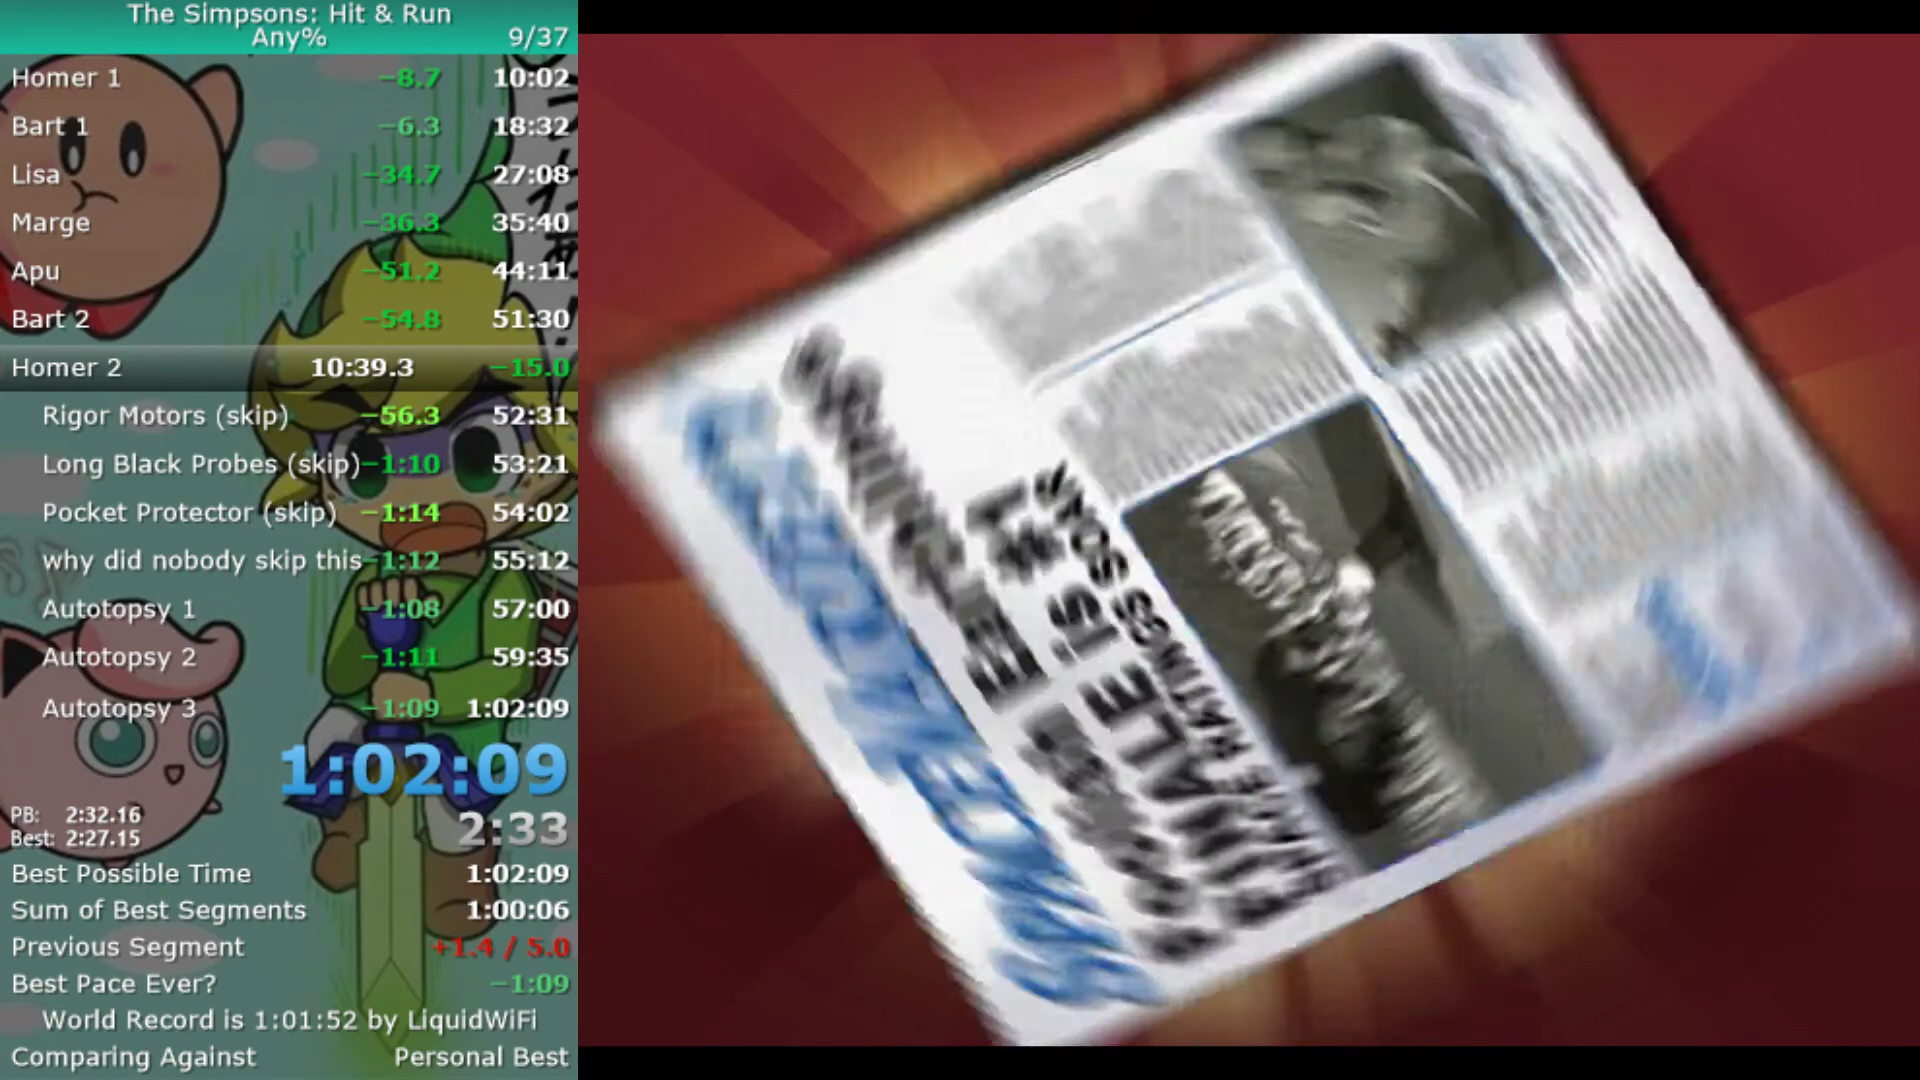 The Simpsons: Hit & Run
Any% 9/37
Homer 1 −8.7 10:02
Bart 1 −6.3 18:32
Lisa −34.7 27:08
Marge −36.3 35:40
Apu −51.2 44:11
Bart 2 −54.8 51:30
Homer 2 10:39.3 −15.0
Rigor Motors (skip) −56.3 52:31
Long Black Probes (skip) −1:10 53:21
Pocket Protector (skip) −1:14 54:02
why did nobody skip this −1:12 55:12
Autotopsy 1 −1:08 57:00
Autotopsy 2 −1:11 59:35
Autotopsy 3 −1:09 1:02:09
1:02:09
PB: 2:32.16
Best: 2:27.15
2:33
Best Possible Time 1:02:09
Sum of Best Segments 1:00:06
Previous Segment +1.4 / 5.0
Best Pace Ever? −1:09
World Record is 1:01:52 by LiquidWiFi
Comparing Against Personal Best
FINALE IS #1
RATINGS SOAR